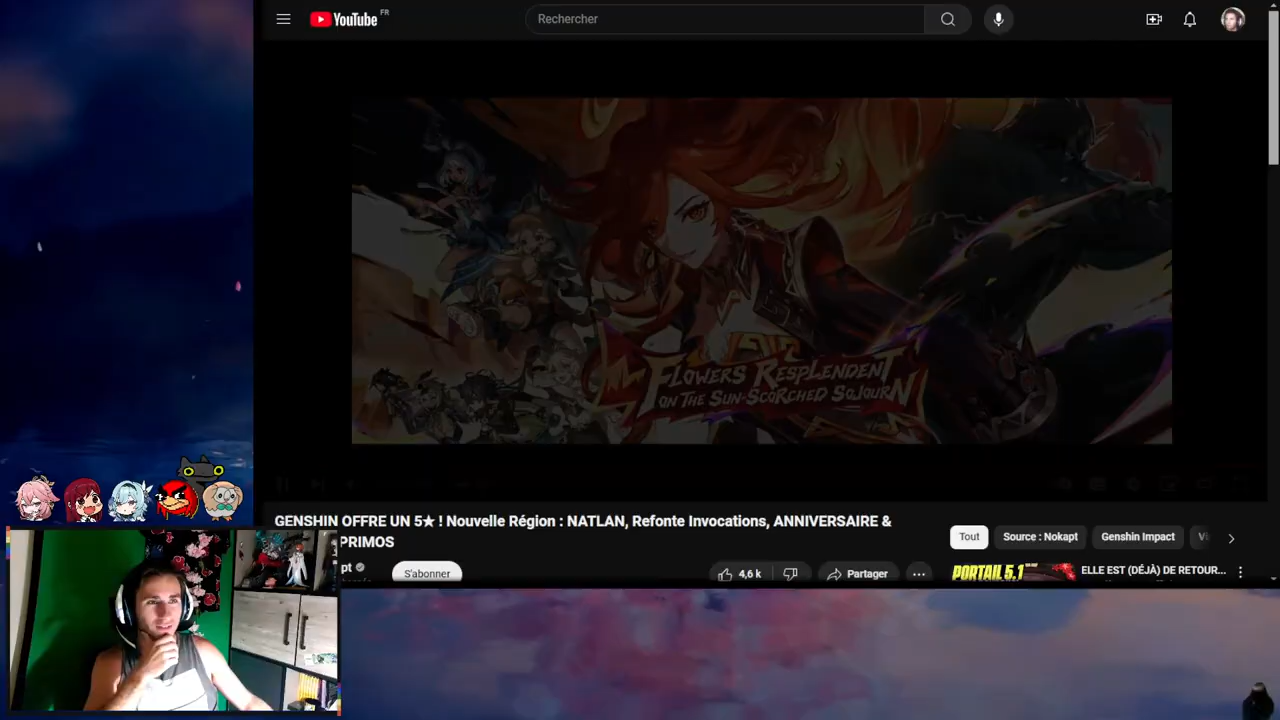 YouTube FR
Rechercher
FLOWERS RESPLENDENT
ON THE SUN-SCORCHED SOJOURN
GENSHIN OFFRE UN 5★ ! Nouvelle Région : NATLAN, Refonte Invocations, ANNIVERSAIRE &
PRIMOS
pt
S'abonner
4,6 k
Partager
...
Tout
Source : Nokapt
Genshin Impact
PORTAIL 5.1
ELLE EST (DÉJÀ) DE RETOUR...